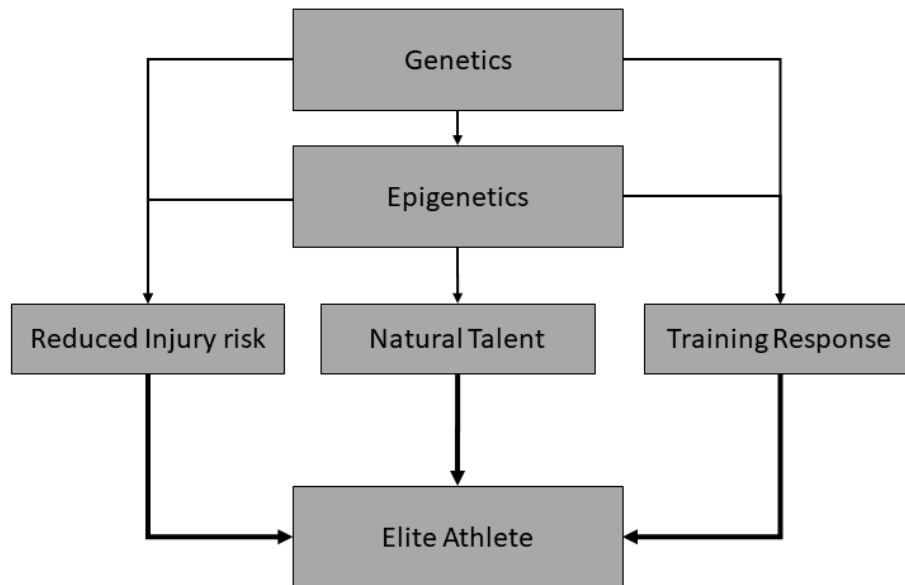 Genetics
Epigenetics
Reduced Injury risk
Natural Talent
Training Response
Elite Athlete